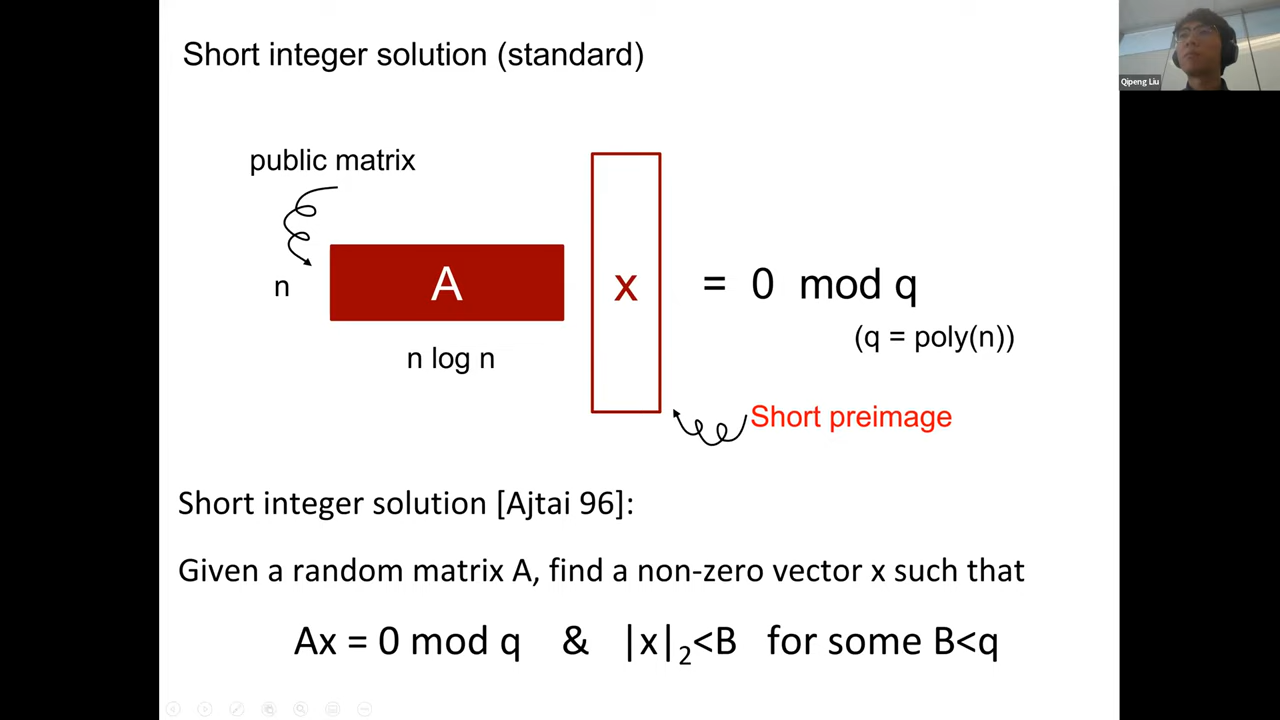 Short integer solution (standard)
Qipeng Liu
public matrix
n
A
x
= 0 mod q
(q = poly(n))
n log n
Short preimage
Short integer solution [Ajtai 96]:
Given a random matrix A, find a non-zero vector x such that
Ax = 0 mod q & |x|₂<B for some B<q